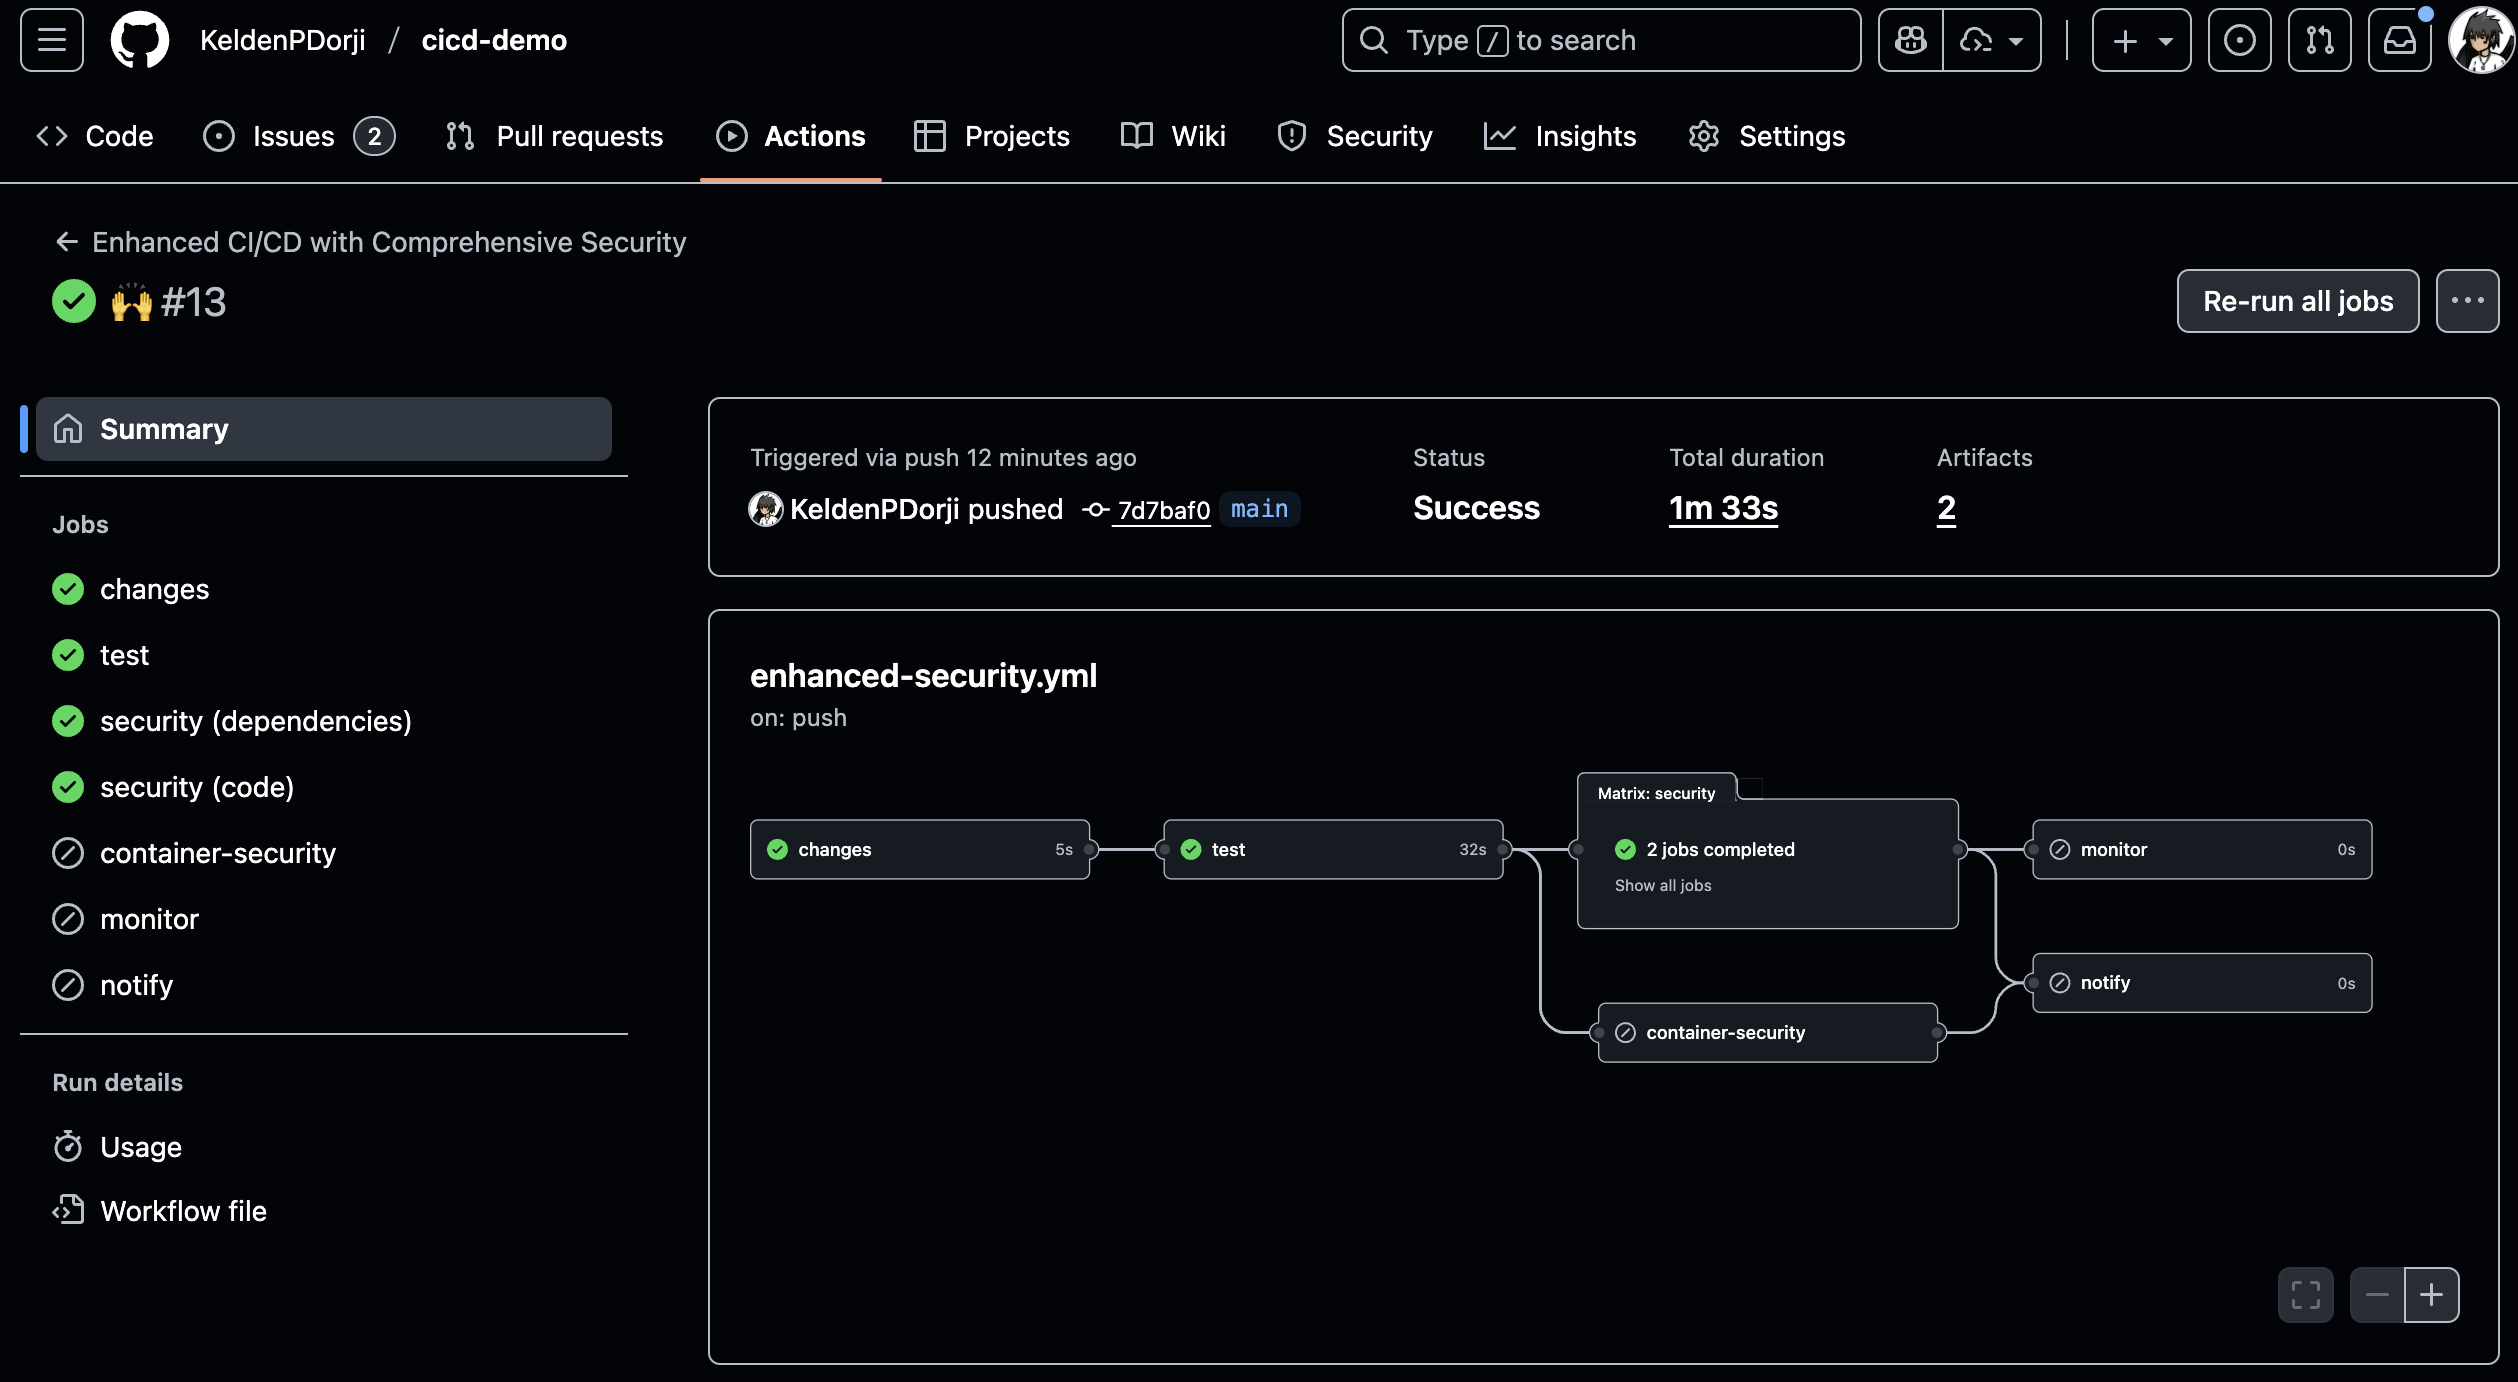 KeldenPDorji / cicd-demo
Type / to search
Code
Issues 2
Pull requests
Actions
Projects
Wiki
Security
Insights
Settings
Enhanced CI/CD with Comprehensive Security
🙌 #13
Re-run all jobs
Summary
Jobs
changes
test
security (dependencies)
security (code)
container-security
monitor
notify
Run details
Usage
Workflow file
Triggered via push 12 minutes ago
KeldenPDorji pushed 7d7baf0 main
Status
Success
Total duration
1m 33s
Artifacts
2
enhanced-security.yml
on: push
changes 5s
test 32s
Matrix: security
2 jobs completed
Show all jobs
container-security
monitor 0s
notify 0s